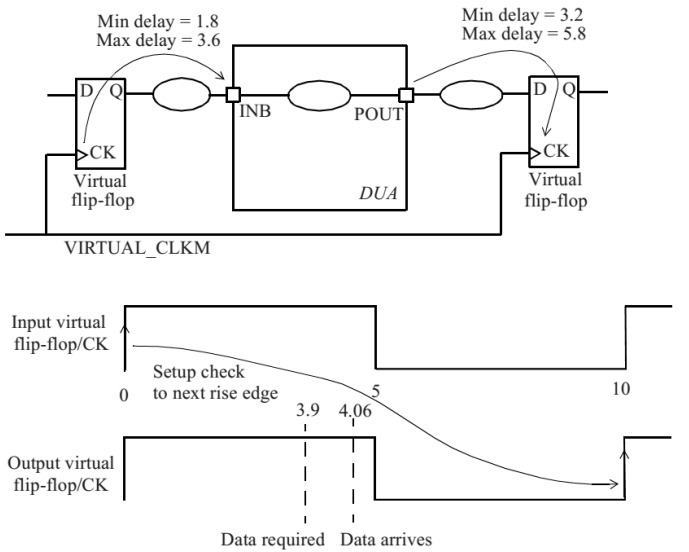 Min delay = 1.8
Max delay = 3.6
Min delay = 3.2
Max delay = 5.8
D Q
INB
POUT
D Q
CK
CK
Virtual
flip-flop
DUA
Virtual
flip-flop
VIRTUAL_CLKM
Input virtual
flip-flop/CK
Setup check
to next rise edge
0
5
10
3.9 4.06
Output virtual
flip-flop/CK
Data required Data arrives